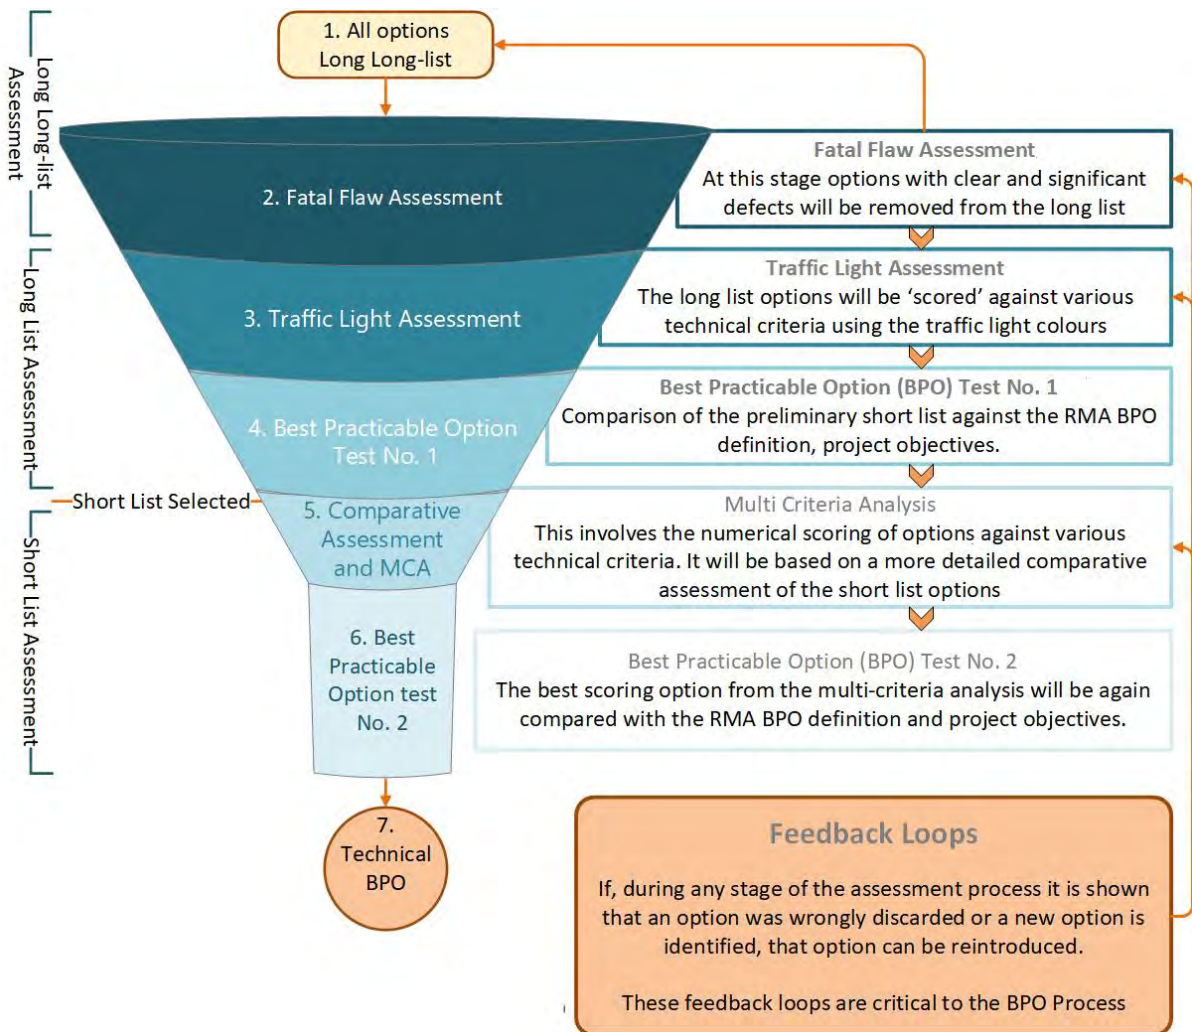 1. All options
Long Long-list
Long Long-list
Assessment
2. Fatal Flaw Assessment
Fatal Flaw Assessment
At this stage options with clear and significant
defects will be removed from the long list
Long List Assessment
3. Traffic Light Assessment
Traffic Light Assessment
The long list options will be ‘scored’ against various
technical criteria using the traffic light colours
4. Best Practicable Option
Test No. 1
Best Practicable Option (BPO) Test No. 1
Comparison of the preliminary short list against the RMA BPO
definition, project objectives.
Short List Selected
Short List Assessment
5. Comparative
Assessment
and MCA
Multi Criteria Analysis
This involves the numerical scoring of options against various
technical criteria. It will be based on a more detailed comparative
assessment of the short list options
6. Best
Practicable
Option test
No. 2
Best Practicable Option (BPO) Test No. 2
The best scoring option from the multi-criteria analysis will be again
compared with the RMA BPO definition and project objectives.
7.
Technical
BPO
Feedback Loops
If, during any stage of the assessment process it is shown
that an option was wrongly discarded or a new option is
identified, that option can be reintroduced.
These feedback loops are critical to the BPO Process